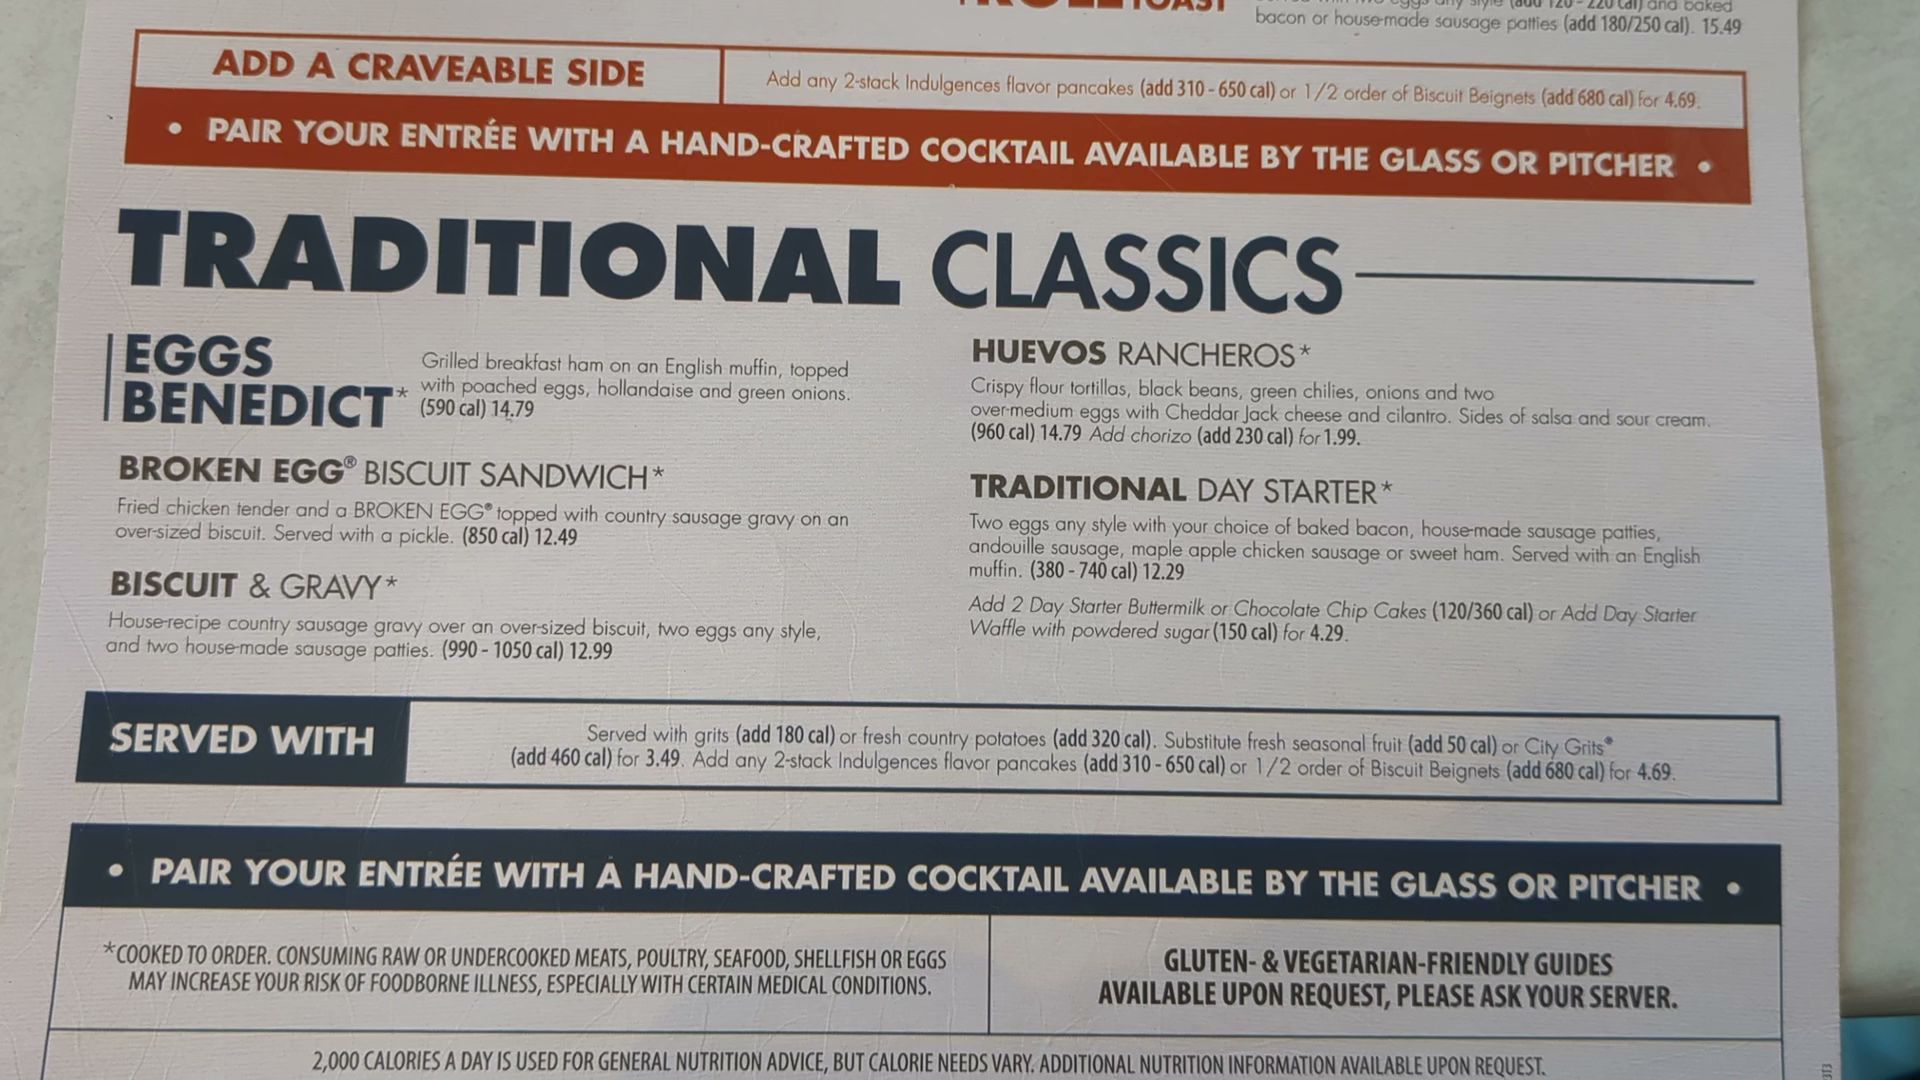 TOAST
bacon or house-made sausage patties (add 180/250 cal). 15.49
ADD A CRAVEABLE SIDE
Add any 2-stack Indulgences flavor pancakes (add 310 - 650 cal) or 1/2 order of Biscuit Beignets (add 680 cal) for 4.69.
• PAIR YOUR ENTRÉE WITH A HAND-CRAFTED COCKTAIL AVAILABLE BY THE GLASS OR PITCHER •
TRADITIONAL CLASSICS
EGGS
BENEDICT*
Grilled breakfast ham on an English muffin, topped
with poached eggs, hollandaise and green onions.
(590 cal) 14.79
BROKEN EGG® BISCUIT SANDWICH*
Fried chicken tender and a BROKEN EGG® topped with country sausage gravy on an
over-sized biscuit. Served with a pickle. (850 cal) 12.49
BISCUIT & GRAVY*
House-recipe country sausage gravy over an over-sized biscuit, two eggs any style,
and two house-made sausage patties. (990 - 1050 cal) 12.99
HUEVOS RANCHEROS*
Crispy flour tortillas, black beans, green chilies, onions and two
over-medium eggs with Cheddar Jack cheese and cilantro. Sides of salsa and sour cream.
(960 cal) 14.79 Add chorizo (add 230 cal) for 1.99.
TRADITIONAL DAY STARTER*
Two eggs any style with your choice of baked bacon, house-made sausage patties,
andouille sausage, maple apple chicken sausage or sweet ham. Served with an English
muffin. (380 - 740 cal) 12.29
Add 2 Day Starter Buttermilk or Chocolate Chip Cakes (120/360 cal) or Add Day Starter
Waffle with powdered sugar (150 cal) for 4.29.
SERVED WITH
Served with grits (add 180 cal) or fresh country potatoes (add 320 cal). Substitute fresh seasonal fruit (add 50 cal) or City Grits®
(add 460 cal) for 3.49. Add any 2-stack Indulgences flavor pancakes (add 310 - 650 cal) or 1/2 order of Biscuit Beignets (add 680 cal) for 4.69.
• PAIR YOUR ENTRÉE WITH A HAND-CRAFTED COCKTAIL AVAILABLE BY THE GLASS OR PITCHER •
*COOKED TO ORDER. CONSUMING RAW OR UNDERCOOKED MEATS, POULTRY, SEAFOOD, SHELLFISH OR EGGS
MAY INCREASE YOUR RISK OF FOODBORNE ILLNESS, ESPECIALLY WITH CERTAIN MEDICAL CONDITIONS.
GLUTEN- & VEGETARIAN-FRIENDLY GUIDES
AVAILABLE UPON REQUEST, PLEASE ASK YOUR SERVER.
2,000 CALORIES A DAY IS USED FOR GENERAL NUTRITION ADVICE, BUT CALORIE NEEDS VARY. ADDITIONAL NUTRITION INFORMATION AVAILABLE UPON REQUEST.